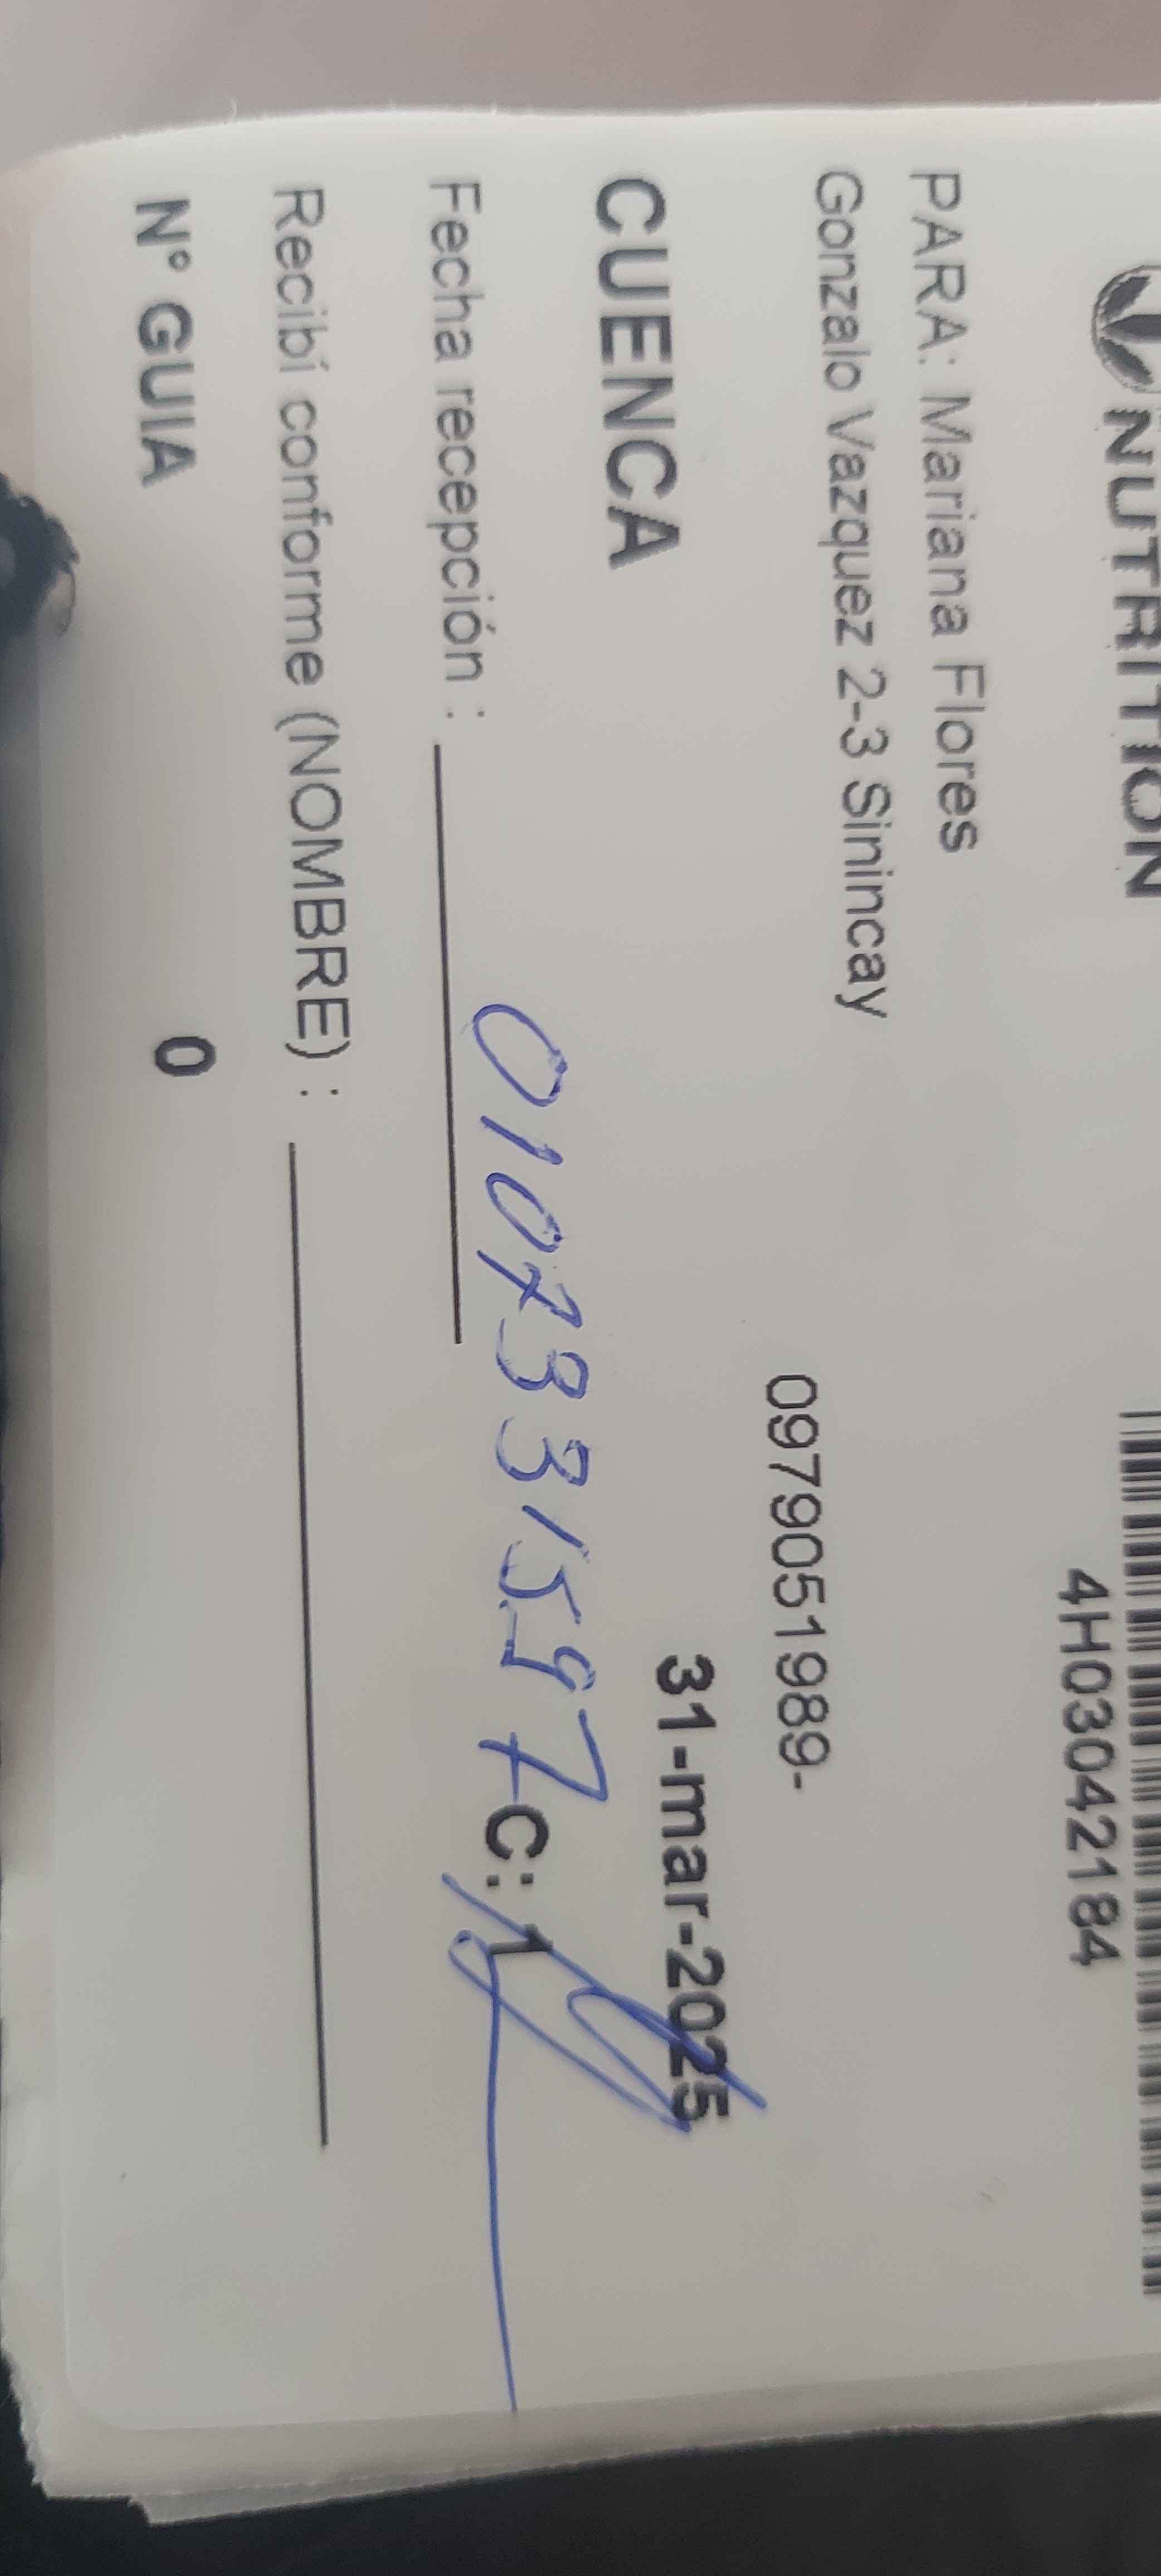 NUTRITION
4H03042184
PARA: Mariana Flores
Gonzalo Vazquez 2-3 Sinincay
0979051989-
CUENCA 31-mar-2025
0107331597 C: 1
Fecha recepción :
Recibí conforme (NOMBRE) :
N° GUIA 0